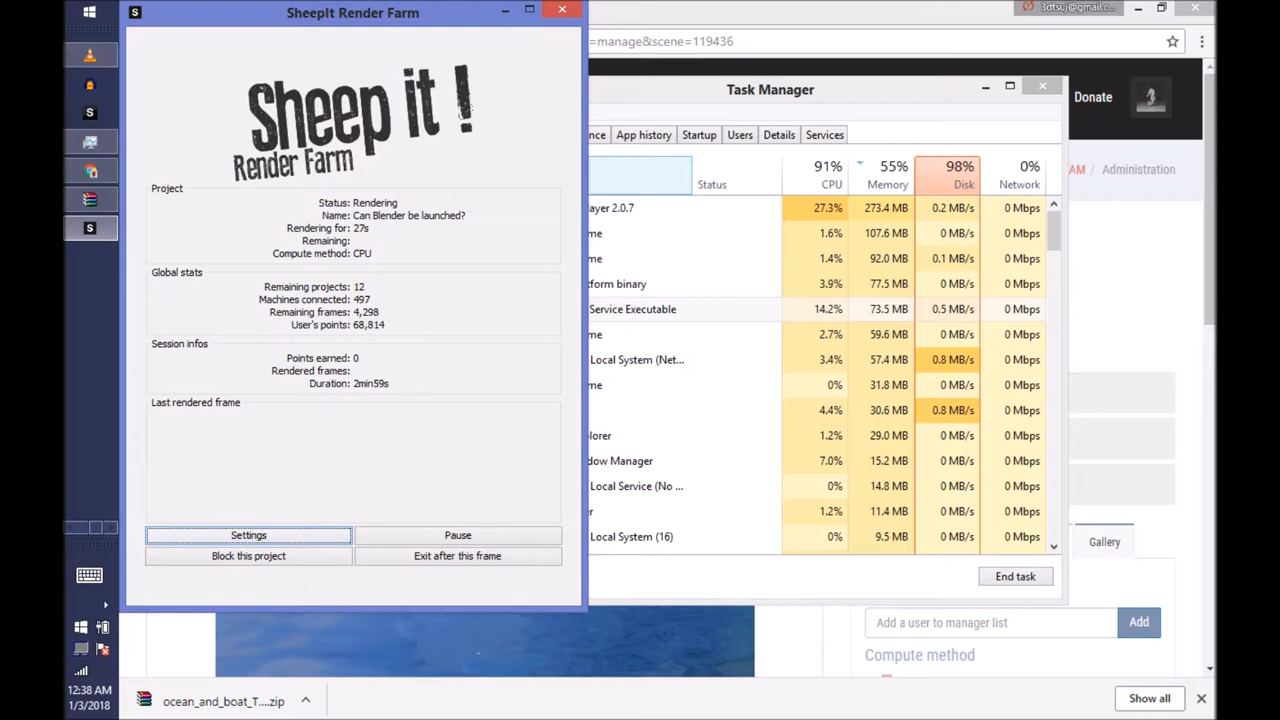 SheepIt Render Farm
Sheep it !
Render Farm
Project
Status: Rendering
Name: Can Blender be launched?
Rendering for: 27s
Remaining:
Compute method: CPU
Global stats
Remaining projects: 12
Machines connected: 497
Remaining frames: 4,298
User's points: 68,814
Session infos
Points earned: 0
Rendered frames:
Duration: 2min59s
Last rendered frame
Settings
Pause
Block this project
Exit after this frame
3dtsuj@gmail.c...
=manage&scene=119436
Donate
AM / Administration
Task Manager
nce App history Startup Users Details Services
91% 55% 98% 0%
Status CPU Memory Disk Network
ayer 2.0.7 27.3% 273.4 MB 0.2 MB/s 0 Mbps
me 1.6% 107.6 MB 0 MB/s 0 Mbps
me 1.4% 92.0 MB 0.1 MB/s 0 Mbps
tform binary 3.9% 77.5 MB 0 MB/s 0 Mbps
Service Executable 14.2% 73.5 MB 0.5 MB/s 0 Mbps
me 2.7% 59.6 MB 0 MB/s 0 Mbps
Local System (Net... 3.4% 57.4 MB 0.8 MB/s 0 Mbps
me 0% 31.8 MB 0 MB/s 0 Mbps
4.4% 30.6 MB 0.8 MB/s 0 Mbps
lorer 1.2% 29.0 MB 0 MB/s 0 Mbps
dow Manager 7.0% 15.2 MB 0 MB/s 0 Mbps
Local Service (No ... 0% 14.8 MB 0 MB/s 0 Mbps
er 1.2% 11.4 MB 0 MB/s 0 Mbps
Local System (16) 0% 9.5 MB 0 MB/s 0 Mbps
End task
Gallery
Add a user to manager list
Add
Compute method
12:38 AM
1/3/2018
ocean_and_boat_T....zip
Show all